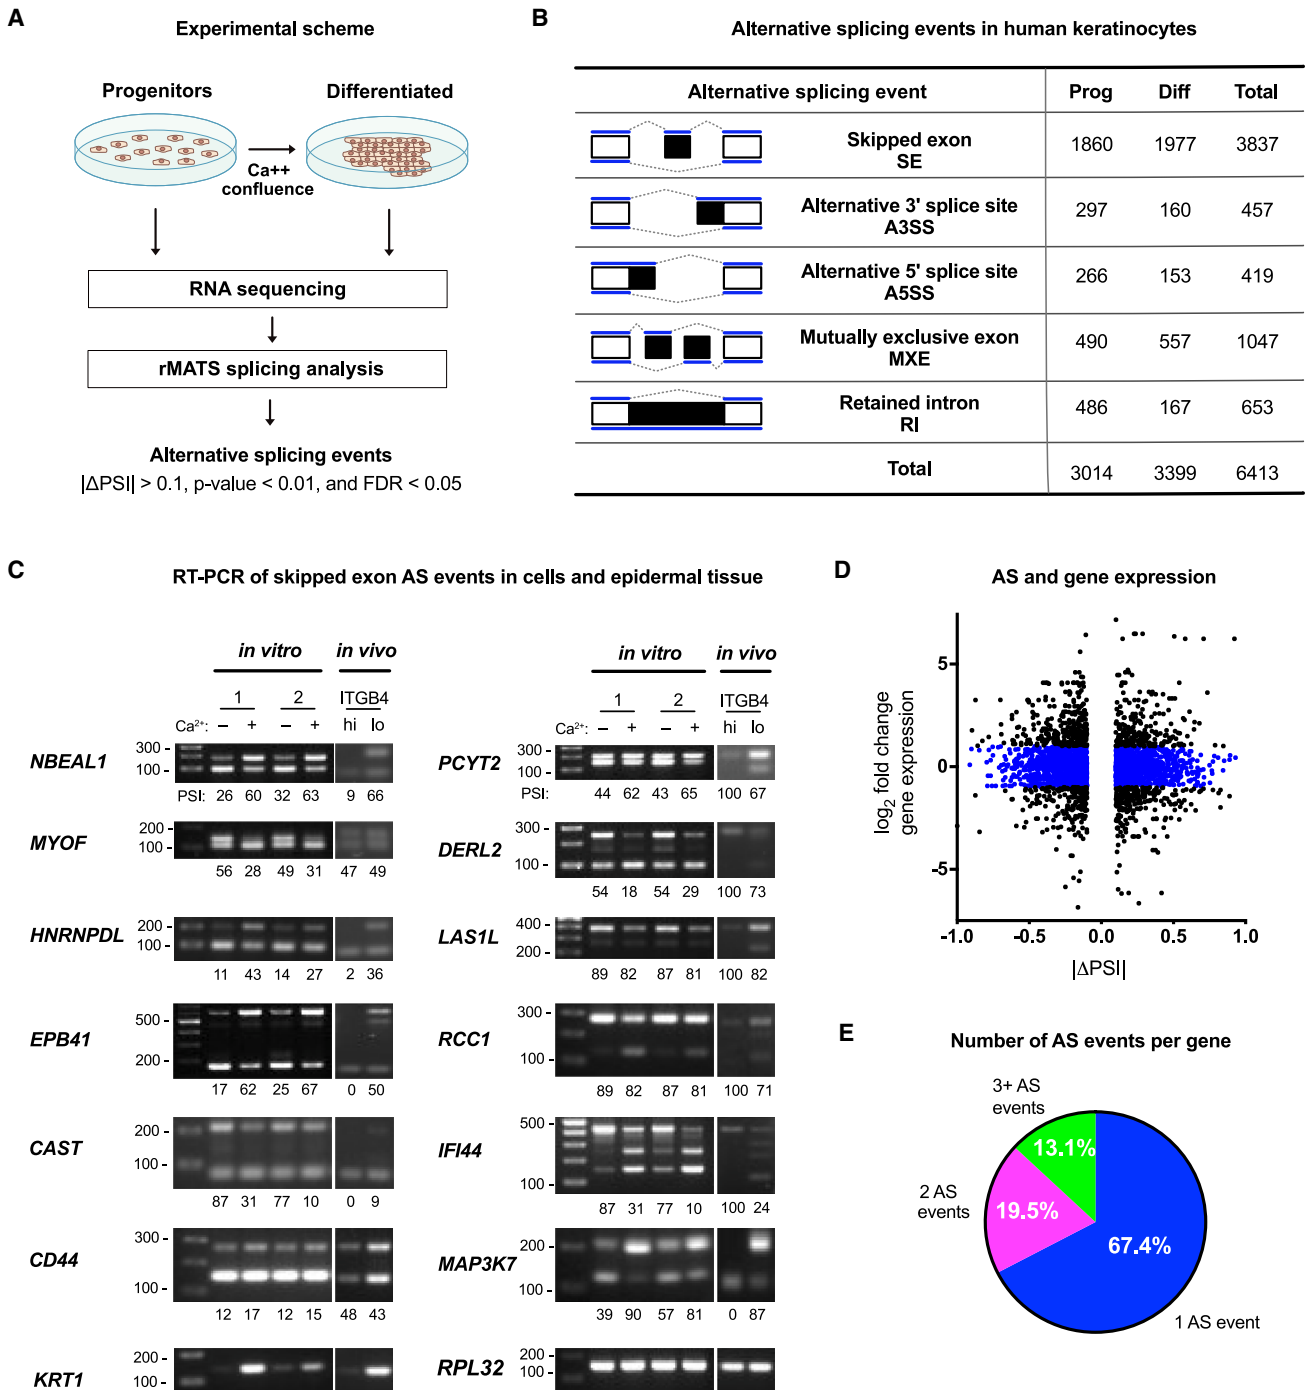 A
Experimental scheme
Progenitors
Differentiated
Ca++
confluence
RNA sequencing
rMATS splicing analysis
Alternative splicing events
|ΔPSI| > 0.1, p-value < 0.01, and FDR < 0.05
B
Alternative splicing events in human keratinocytes
Alternative splicing event Prog Diff Total
Skipped exon
SE
1860 1977 3837
Alternative 3' splice site
A3SS
297 160 457
Alternative 5' splice site
A5SS
266 153 419
Mutually exclusive exon
MXE
490 557 1047
Retained intron
RI
486 167 653
Total
3014 3399 6413
C
RT-PCR of skipped exon AS events in cells and epidermal tissue
in vitro in vivo
1 2 ITGB4
Ca²⁺: – + – + hi lo
NBEAL1
300 -
100 -
PSI: 26 60 32 63 9 66
MYOF
200 -
100 -
56 28 49 31 47 49
HNRNPDL
200 -
100 -
11 43 14 27 2 36
EPB41
500 -
200 -
17 62 25 67 0 50
CAST
200 -
100 -
87 31 77 10 0 9
CD44
300 -
100 -
12 17 12 15 48 43
KRT1
200 -
100 -
in vitro in vivo
1 2 ITGB4
Ca²⁺: – + – + hi lo
PCYT2
300 -
100 -
PSI: 44 62 43 65 100 67
DERL2
200 -
100 -
54 18 54 29 100 73
LAS1L
400 -
200 -
89 82 87 81 100 82
RCC1
300 -
100 -
89 82 87 81 100 71
IFI44
500 -
100 -
87 31 77 10 100 24
MAP3K7
200 -
100 -
39 90 57 81 0 87
RPL32
200 -
100 -
D
AS and gene expression
log₂ fold change
gene expression
5
0
-5
-1.0 -0.5 0.0 0.5 1.0
|ΔPSI|
E
Number of AS events per gene
3+ AS
events
13.1%
2 AS
events
19.5%
67.4%
1 AS event